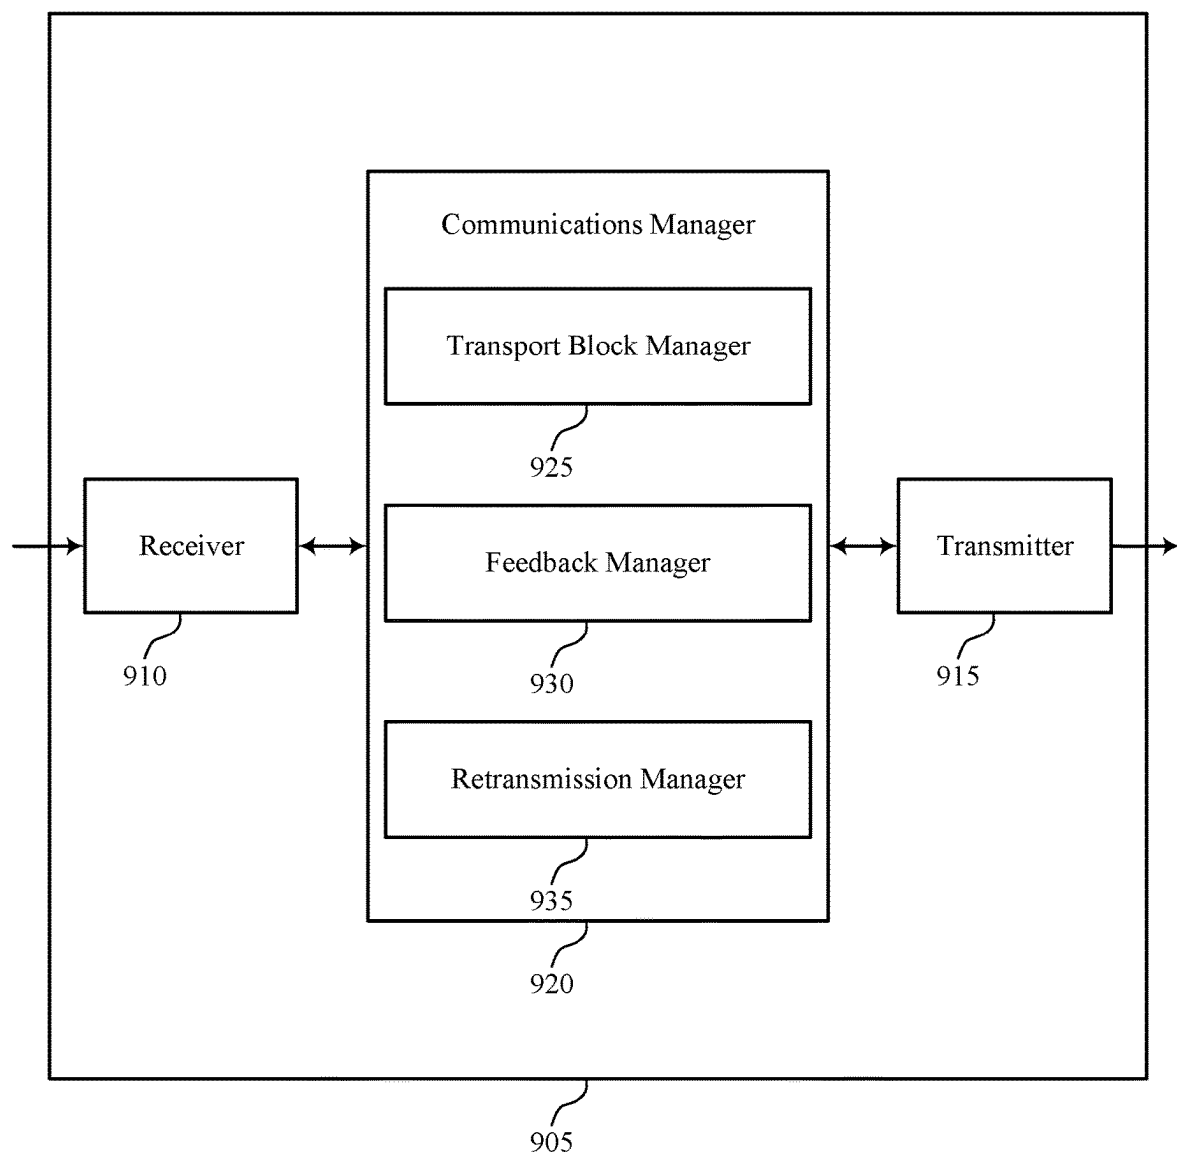 Communications Manager
Transport Block Manager
925
Receiver
Feedback Manager
Transmitter
910
930
915
Retransmission Manager
935
920
905